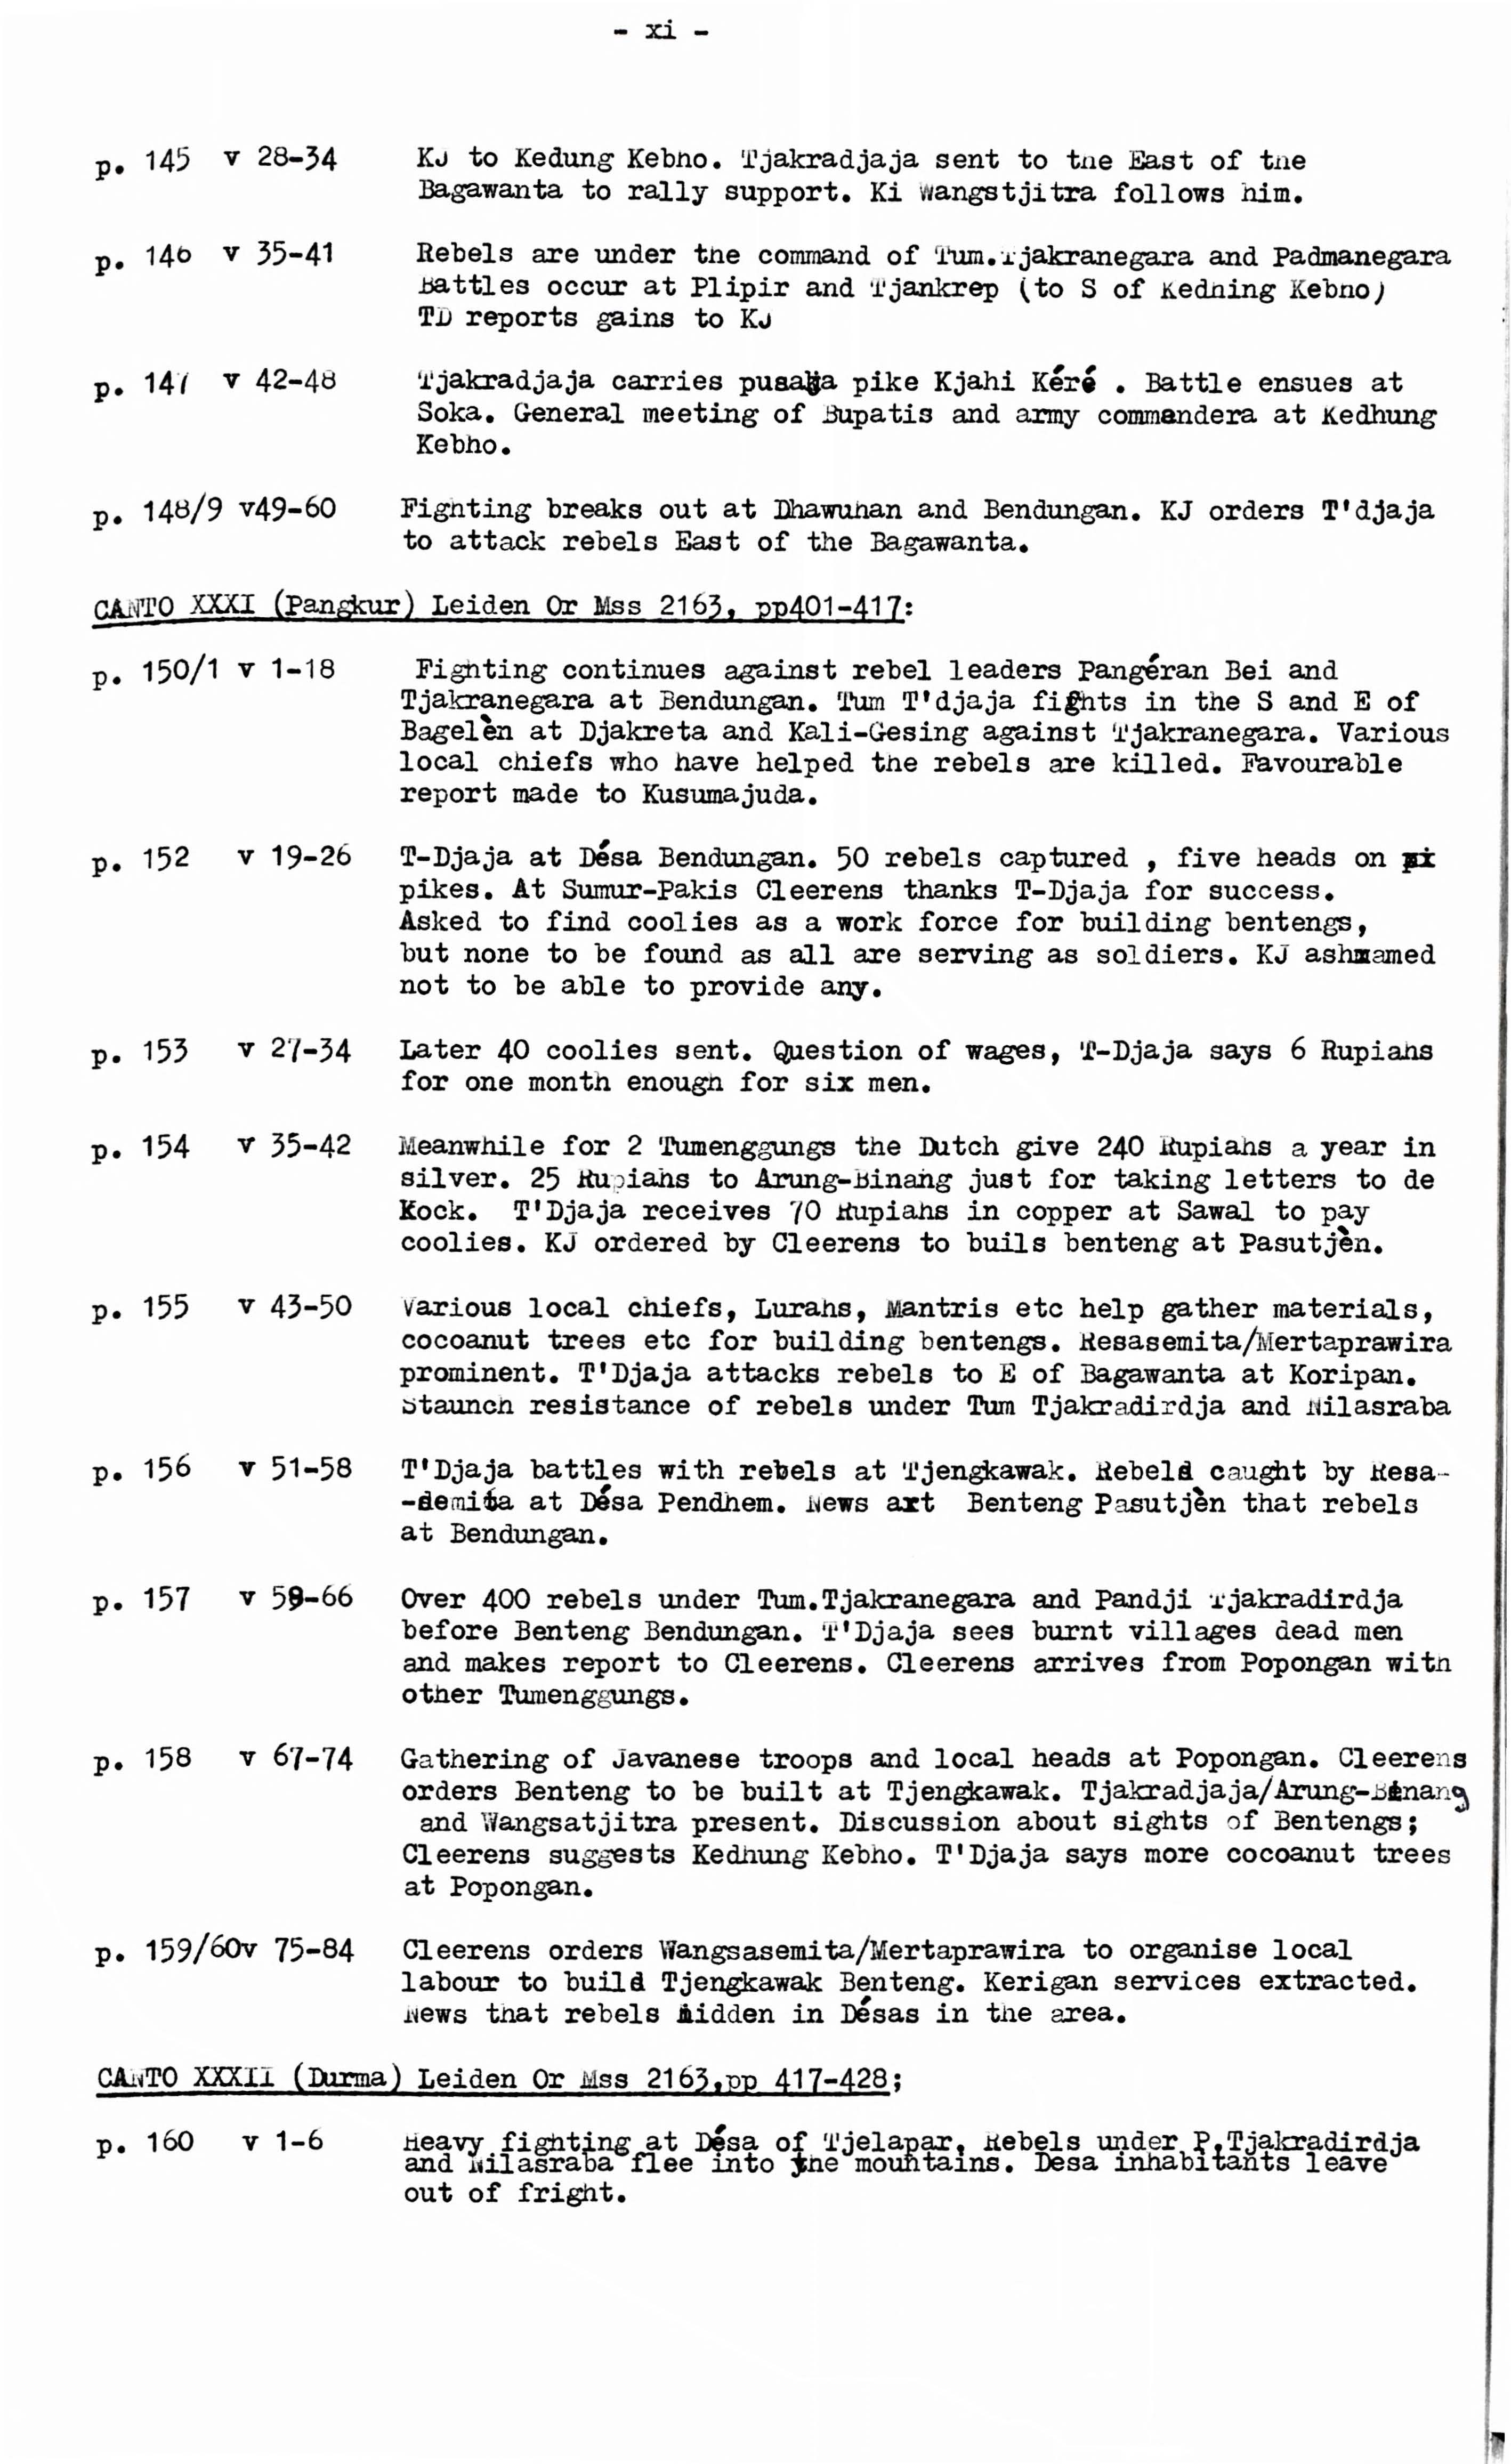 - xi -
p. 145 v 28-34 KJ to Kedung Kebho. Tjakradjaja sent to the East of the
Bagawanta to rally support. Ki Wangstjitra follows him.
p. 146 v 35-41 Rebels are under the command of Tum.Tjakranegara and Padmanegara
Battles occur at Plipir and Tjankrep (to S of Kedhing Kebho)
TD reports gains to KJ
p. 147 v 42-48 Tjakradjaja carries pusaka pike Kjahi Kéré . Battle ensues at
Soka. General meeting of Bupatis and army commandera at Kedhung
Kebho.
p. 148/9 v49-60 Fighting breaks out at Dhawuhan and Bendungan. KJ orders T'djaja
to attack rebels East of the Bagawanta.
CANTO XXXI (Pangkur) Leiden Or Mss 2163, pp401-417:
p. 150/1 v 1-18 Fighting continues against rebel leaders Pangéran Bei and
Tjakranegara at Bendungan. Tum T'djaja fights in the S and E of
Bagelèn at Djakreta and Kali-Gesing against Tjakranegara. Various
local chiefs who have helped the rebels are killed. Favourable
report made to Kusumajuda.
p. 152 v 19-26 T-Djaja at Désa Bendungan. 50 rebels captured , five heads on
pikes. At Sumur-Pakis Cleerens thanks T-Djaja for success.
Asked to find coolies as a work force for building bentengs,
but none to be found as all are serving as soldiers. KJ ashxamed
not to be able to provide any.
p. 153 v 27-34 Later 40 coolies sent. Question of wages, T-Djaja says 6 Rupiahs
for one month enough for six men.
p. 154 v 35-42 Meanwhile for 2 Tumenggungs the Dutch give 240 Rupiahs a year in
silver. 25 Rupiahs to Arung-Binang just for taking letters to de
Kock. T'Djaja receives 70 Rupiahs in copper at Sawal to pay
coolies. KJ ordered by Cleerens to buils benteng at Pasutjèn.
p. 155 v 43-50 Various local chiefs, Lurahs, Mantris etc help gather materials,
cocoanut trees etc for building bentengs. Resasemita/Mertaprawira
prominent. T'Djaja attacks rebels to E of Bagawanta at Koripan.
Staunch resistance of rebels under Tum Tjakradirdja and Nilasraba
p. 156 v 51-58 T'Djaja battles with rebels at Tjengkawak. Rebels caught by Resa-
-demita at Désa Pendhem. News axt Benteng Pasutjèn that rebels
at Bendungan.
p. 157 v 59-66 Over 400 rebels under Tum.Tjakranegara and Pandji Tjakradirdja
before Benteng Bendungan. T'Djaja sees burnt villages dead men
and makes report to Cleerens. Cleerens arrives from Popongan with
other Tumenggungs.
p. 158 v 67-74 Gathering of Javanese troops and local heads at Popongan. Cleerens
orders Benteng to be built at Tjengkawak. Tjakradjaja/Arung-Binang
and Wangsatjitra present. Discussion about sights of Bentengs;
Cleerens suggests Kedhung Kebho. T'Djaja says more cocoanut trees
at Popongan.
p. 159/60v 75-84 Cleerens orders Wangsasemita/Mertaprawira to organise local
labour to build Tjengkawak Benteng. Kerigan services extracted.
News that rebels hidden in Désas in the area.
CANTO XXXII (Durma) Leiden Or Mss 2163,pp 417-428;
p. 160 v 1-6 Heavy fighting at Désa of Tjelapar, Rebels under P.Tjakradirdja
and Nilasraba flee into the mountains. Desa inhabitants leave
out of fright.